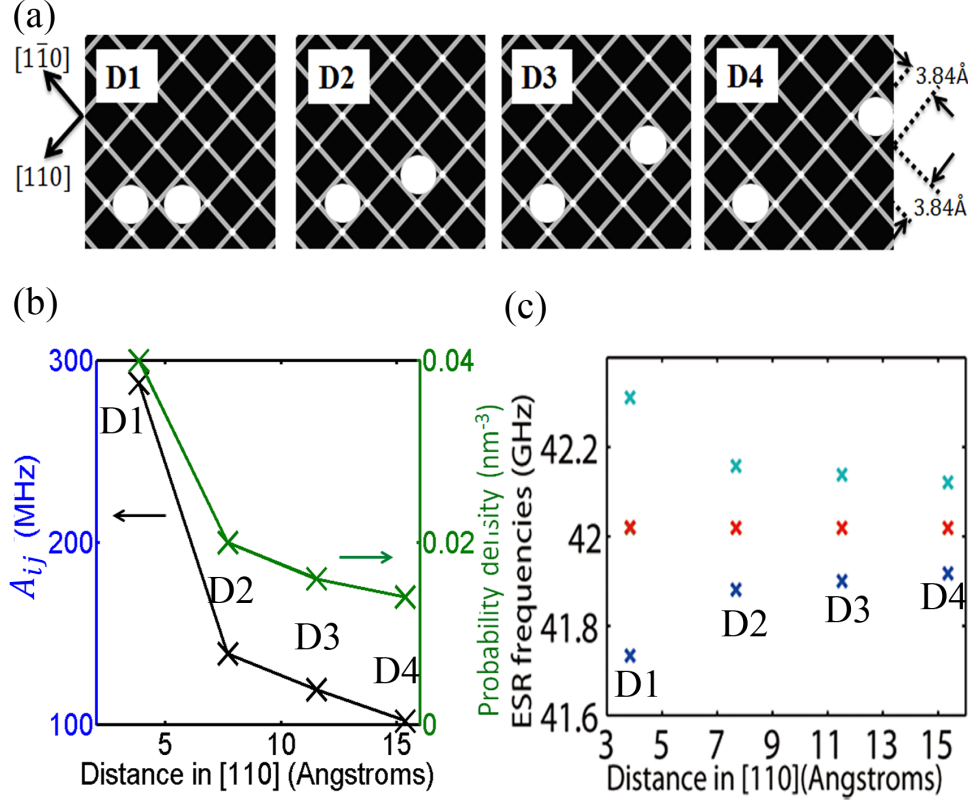 (a)
[11̄0]
[110]
D1
D2
D3
D4
3.84Å
3.84Å
(b)
300
200
100
A_ij (MHz)
D1
D2
D3
D4
0.04
0.02
0
Probability density (nm⁻³)
5
10
15
Distance in [110] (Angstroms)
(c)
ESR frequencies (GHz)
42.2
42
41.8
41.6
D1
D2
D3
D4
3
5
7
9
11
13
15
Distance in [110](Angstroms)